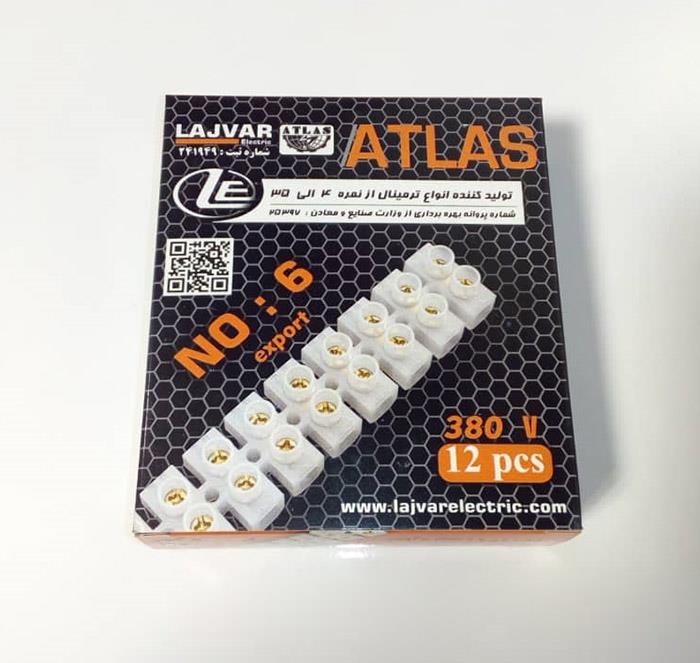 LAJVAR
Electric
شماره ثبت : ۲۴۱۹۴۹
ATLAS
ATLAS
LE
تولید کننده انواع ترمینال از نمره ۴ الی ۳۵
شماره پروانه بهره برداری از وزارت صنایع و معادن : ۲۵۳۹۷
NO : 6
export
380 V
12 pcs
www.lajvarelectric.com